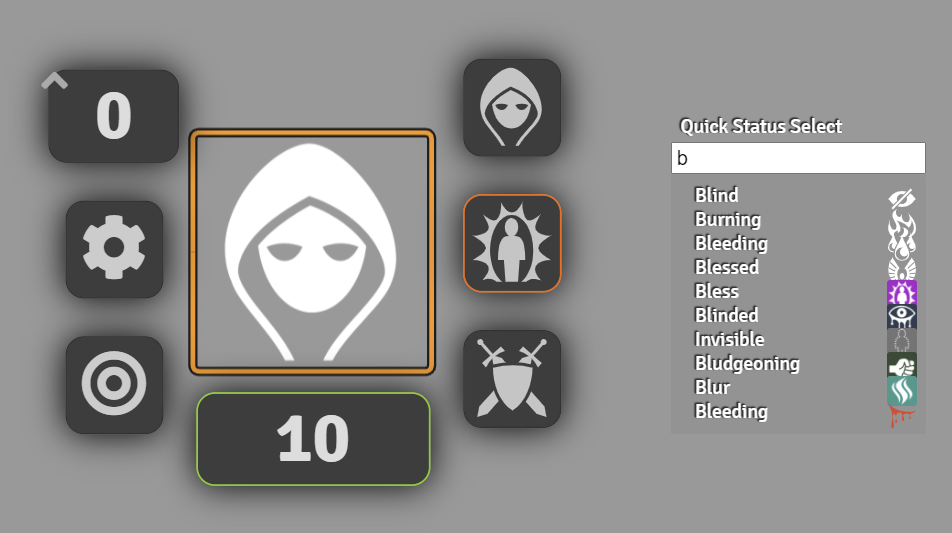 0
10
Quick Status Select
b
Blind
Burning
Bleeding
Blessed
Bless
Blinded
Invisible
Bludgeoning
Blur
Bleeding